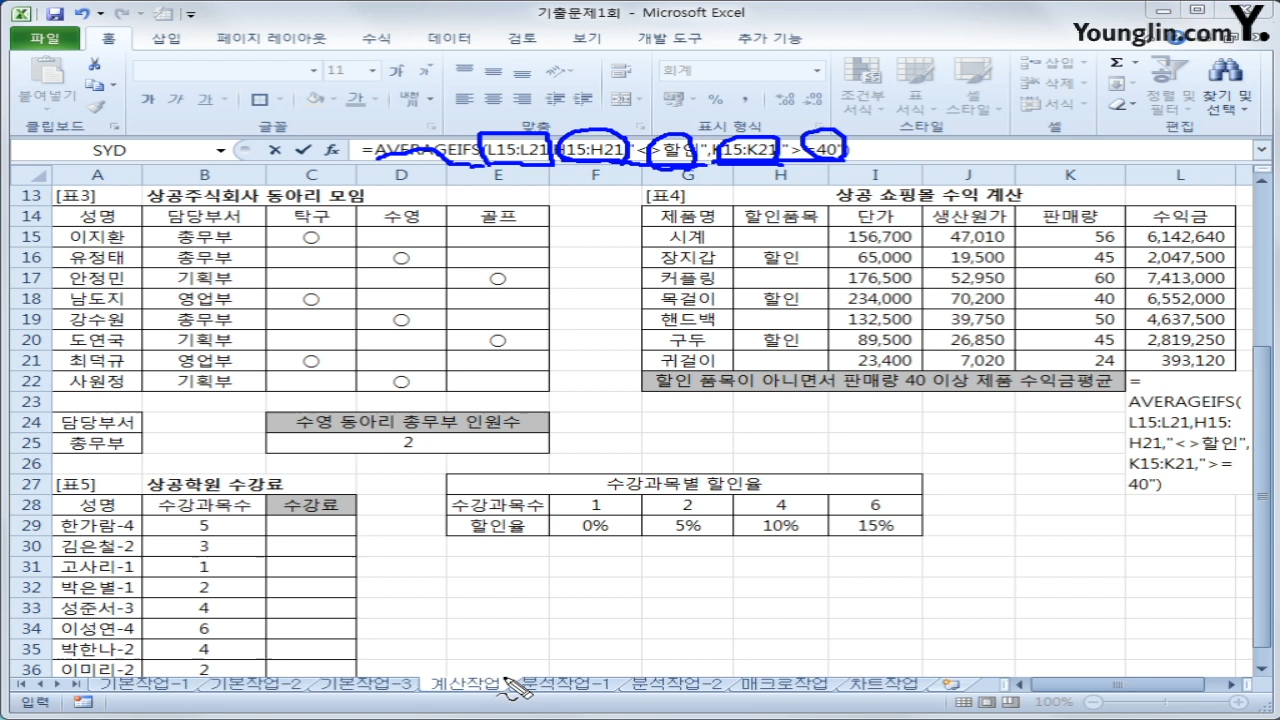 기출문제1회 - Microsoft Excel
Younglin.com Y.
파일 홈 삽입 페이지 레이아웃 수식 데이터 검토 보기 개발 도구 추가 기능
붙여넣기 11 회계 조건부 서식 표 서식 셀 스타일 삽입 삭제 서식 정렬 및 필터 찾기 및 선택
클립보드 글꼴 맞춤 표시 형식 스타일 셀 편집
SYD =AVERAGEIFS(L15:L21,H15:H21,"<>할인",K15:K21,">=40")
A B C D E F G H I J K L
13 [표3] 상공주식회사 동아리 모임 [표4] 상공 쇼핑몰 수익 계산
14 성명 담당부서 탁구 수영 골프 제품명 할인품목 단가 생산원가 판매량 수익금
15 이지환 총무부 ○ 시계 156,700 47,010 56 6,142,640
16 유정태 총무부 ○ 장지갑 할인 65,000 19,500 45 2,047,500
17 안정민 기획부 ○ 커플링 176,500 52,950 60 7,413,000
18 남도지 영업부 ○ 목걸이 할인 234,000 70,200 40 6,552,000
19 강수원 총무부 ○ 핸드백 132,500 39,750 50 4,637,500
20 도연국 기획부 ○ 구두 할인 89,500 26,850 45 2,819,250
21 최덕규 영업부 ○ 귀걸이 23,400 7,020 24 393,120
22 사원정 기획부 ○ 할인 품목이 아니면서 판매량 40 이상 제품 수익금평균 =
23 AVERAGEIFS(
24 담당부서 수영 동아리 총무부 인원수 L15:L21,H15:
25 총무부 2 H21,"<>할인",
26 K15:K21,">=
27 [표5] 상공학원 수강료 수강과목별 할인율 40")
28 성명 수강과목수 수강료 수강과목수 1 2 4 6
29 한가람-4 5 할인율 0% 5% 10% 15%
30 김은철-2 3
31 고사리-1 1
32 박은별-1 2
33 성준서-3 4
34 이성연-4 6
35 박한나-2 4
36 이미리-2 2
기본작업-1 기본작업-2 기본작업-3 계산작업 분석작업-1 분석작업-2 매크로작업 차트작업
입력 100%